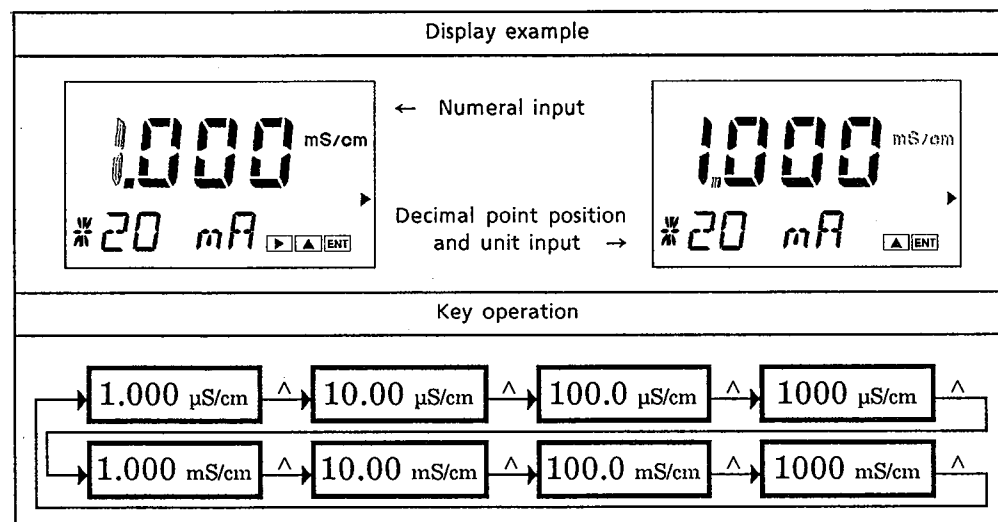 Display example
1.000 mS/cm
← Numeral input
1000 mS/cm
Decimal point position
and unit input →
*20 mA ▶ ▲ ENT
*20 mA ▲ ENT
Key operation
1.000 μS/cm ^ 10.00 μS/cm ^ 100.0 μS/cm ^ 1000 μS/cm ^
1.000 mS/cm ^ 10.00 mS/cm ^ 100.0 mS/cm ^ 1000 mS/cm ^